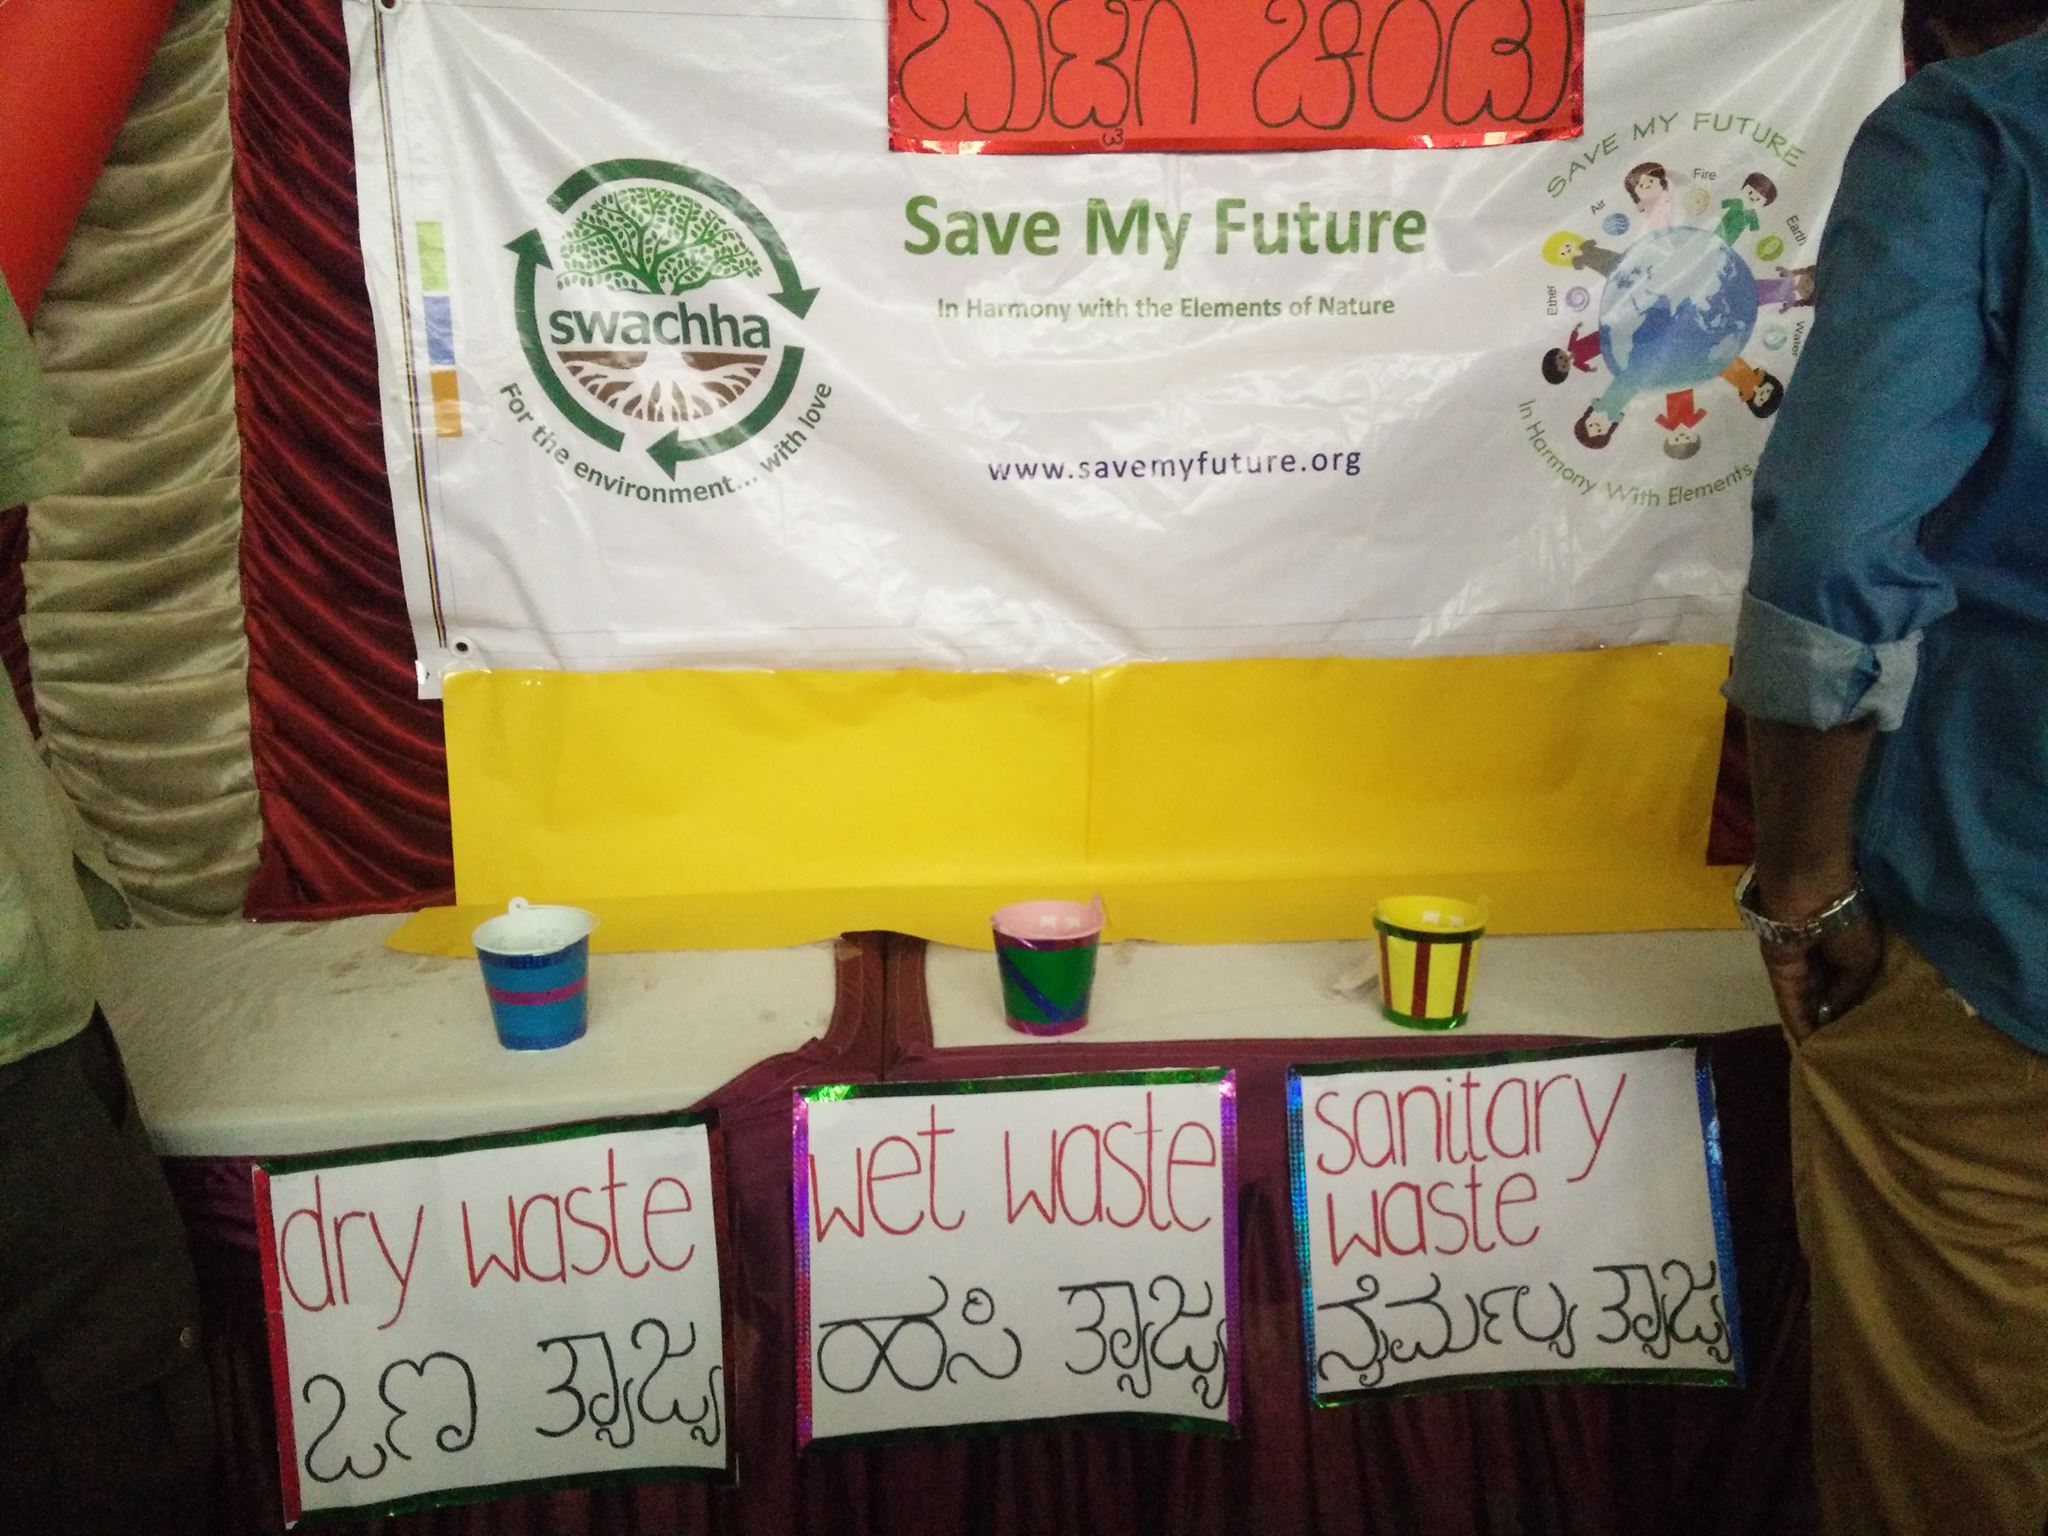 ಬಡ್ಗಿ ಚೆಂಡು
SAVE MY FUTURE
Fire
Air
Earth
Ether
Water
In Harmony With Elements
swachha
For the environment... with love
Save My Future
In Harmony with the Elements of Nature
www.savemyfuture.org
dry waste
ಒಣ ತ್ಯಾಜ್ಯ
wet waste
ಹಸಿ ತ್ಯಾಜ್ಯ
sanitary
waste
ನೈರ್ಮಲ್ಯ ತ್ಯಾಜ್ಯ